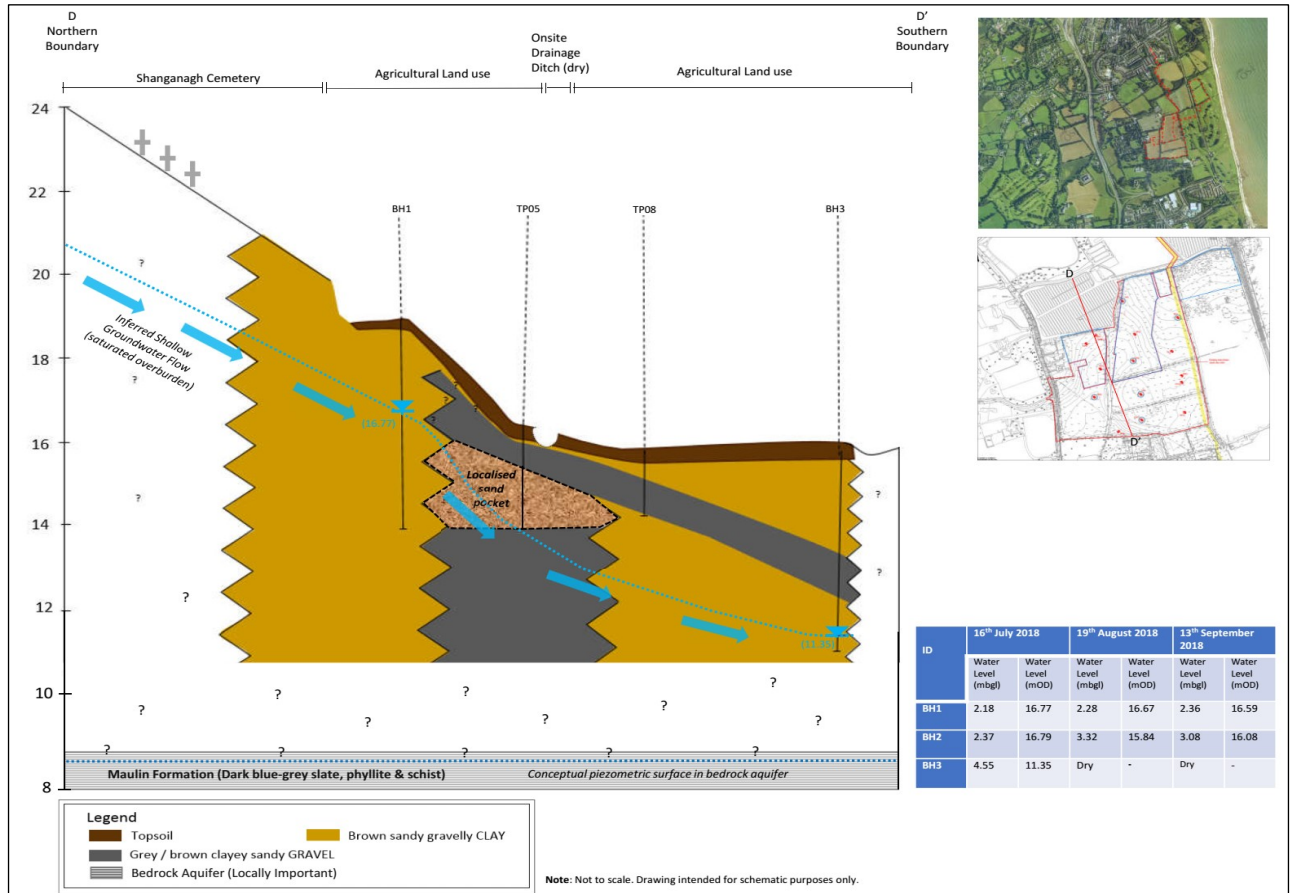 D
Northern
Boundary
D'
Southern
Boundary
Shanganagh Cemetery
Agricultural Land use
Onsite
Drainage
Ditch (dry)
Agricultural Land use
24
22
20
18
16
14
12
10
8
BH1
TP05
TP08
BH3
?
?
?
?
?
?
?
?
?
?
?
Inferred Shallow
Groundwater Flow
(saturated overburden)
(16.77)
Localised
sand
pocket
(11.35)
?
?
?
?
?
?
?
?
?
?
?
?
?
?
Maulin Formation (Dark blue-grey slate, phyllite & schist)
Conceptual piezometric surface in bedrock aquifer
D
D'
ID
16th July 2018
19th August 2018
13th September 2018
Water Level (mbgl)
Water Level (mOD)
Water Level (mbgl)
Water Level (mOD)
Water Level (mbgl)
Water Level (mOD)
BH1 2.18 16.77 2.28 16.67 2.36 16.59
BH2 2.37 16.79 3.32 15.84 3.08 16.08
BH3 4.55 11.35 Dry - Dry -
Legend
Topsoil
Brown sandy gravelly CLAY
Grey / brown clayey sandy GRAVEL
Bedrock Aquifer (Locally Important)
Note: Not to scale. Drawing intended for schematic purposes only.